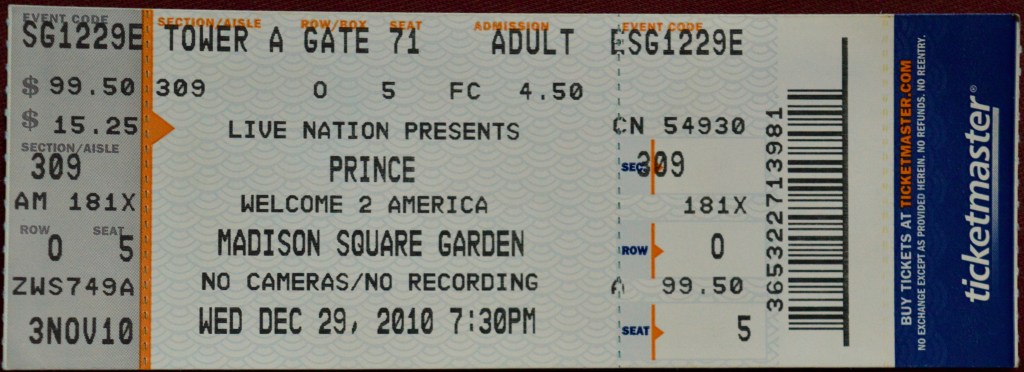 EVENT CODE
SG1229E
$ 99.50
$ 15.25
SECTION/AISLE
309
AM 181X
ROW SEAT
O 5
ZWS749A
3NOV10
SECTION/AISLE ROW/BOX SEAT ADMISSION EVENT CODE
TOWER A GATE 71 ADULT ESG1229E
309 O 5 FC 4.50
LIVE NATION PRESENTS
PRINCE
WELCOME 2 AMERICA
MADISON SQUARE GARDEN
NO CAMERAS/NO RECORDING
WED DEC 29, 2010 7:30PM
CN 54930
SEC 309
181X
ROW O
A 99.50
SEAT 5
3653227713981
BUY TICKETS AT TICKETMASTER.COM
NO EXCHANGE EXCEPT AS PROVIDED HEREIN. NO REFUNDS. NO REENTRY.
ticketmaster®